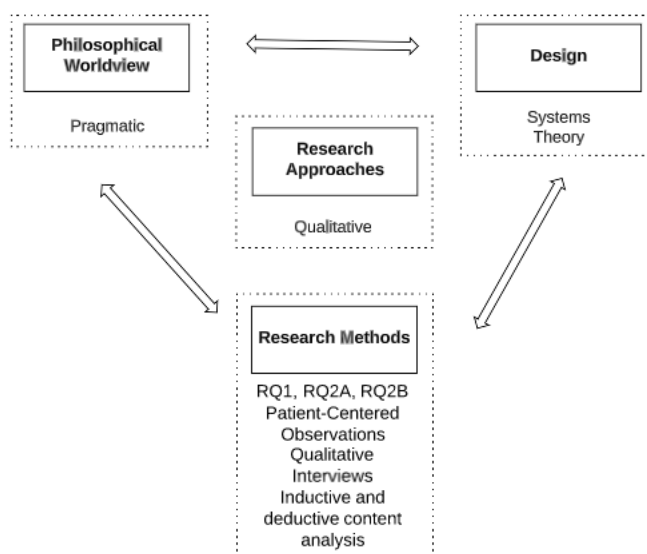 Philosophical
Worldview
Pragmatic
Design
Systems
Theory
Research
Approaches
Qualitative
Research Methods
RQ1, RQ2A, RQ2B
Patient-Centered
Observations
Qualitative
Interviews
Inductive and
deductive content
analysis